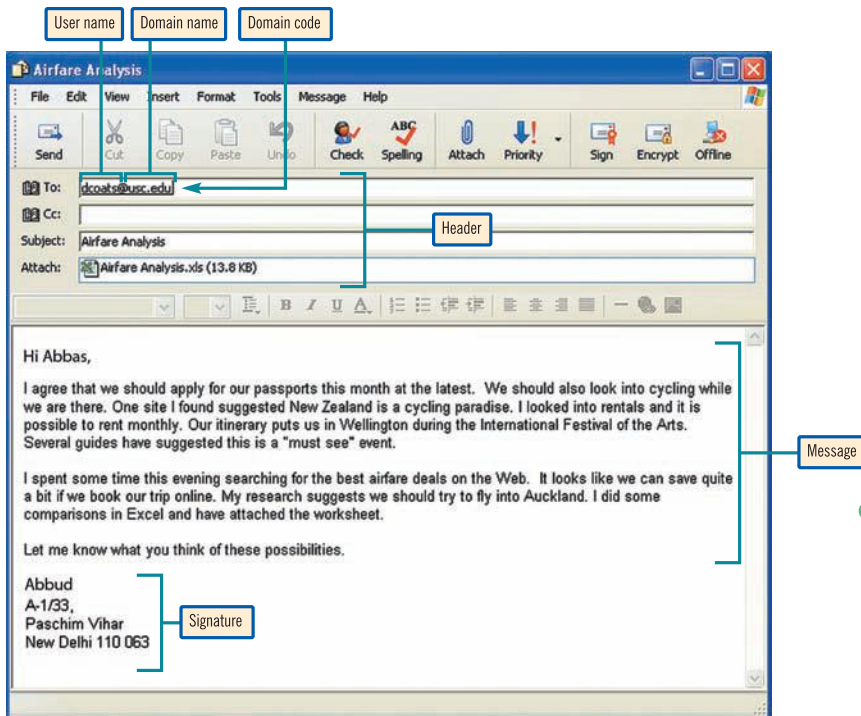 User name Domain name Domain code
Airfare Analysis
File Edit View Insert Format Tools Message Help
ABC
Send Cut Copy Paste Undo Check Spelling Attach Priority Sign Encrypt Offline
To: dcoats@usc.edu
Cc:
Header
Subject: Airfare Analysis
Attach: Airfare Analysis.xls (13.8 KB)
B I U A
Hi Abbas,
I agree that we should apply for our passports this month at the latest. We should also look into cycling while
we are there. One site I found suggested New Zealand is a cycling paradise. I looked into rentals and it is
possible to rent monthly. Our itinerary puts us in Wellington during the International Festival of the Arts.
Several guides have suggested this is a "must see" event.
Message
I spent some time this evening searching for the best airfare deals on the Web. It looks like we can save quite
a bit if we book our trip online. My research suggests we should try to fly into Auckland. I did some
comparisons in Excel and have attached the worksheet.
Let me know what you think of these possibilities.
Abbud
A-1/33,
Paschim Vihar
New Delhi 110 063
Signature